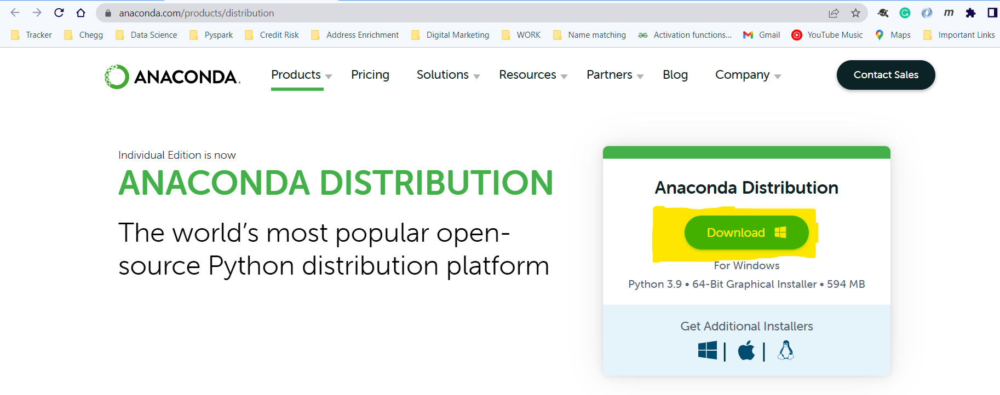 anaconda.com/products/distribution
Tracker Chegg Data Science Pyspark Credit Risk Address Enrichment Digital Marketing WORK Name matching Activation functions... Gmail YouTube Music Maps Important Links
ANACONDA. Products Pricing Solutions Resources Partners Blog Company Contact Sales
Individual Edition is now
ANACONDA DISTRIBUTION
The world's most popular open-
source Python distribution platform
Anaconda Distribution
Download
For Windows
Python 3.9 • 64-Bit Graphical Installer • 594 MB
Get Additional Installers